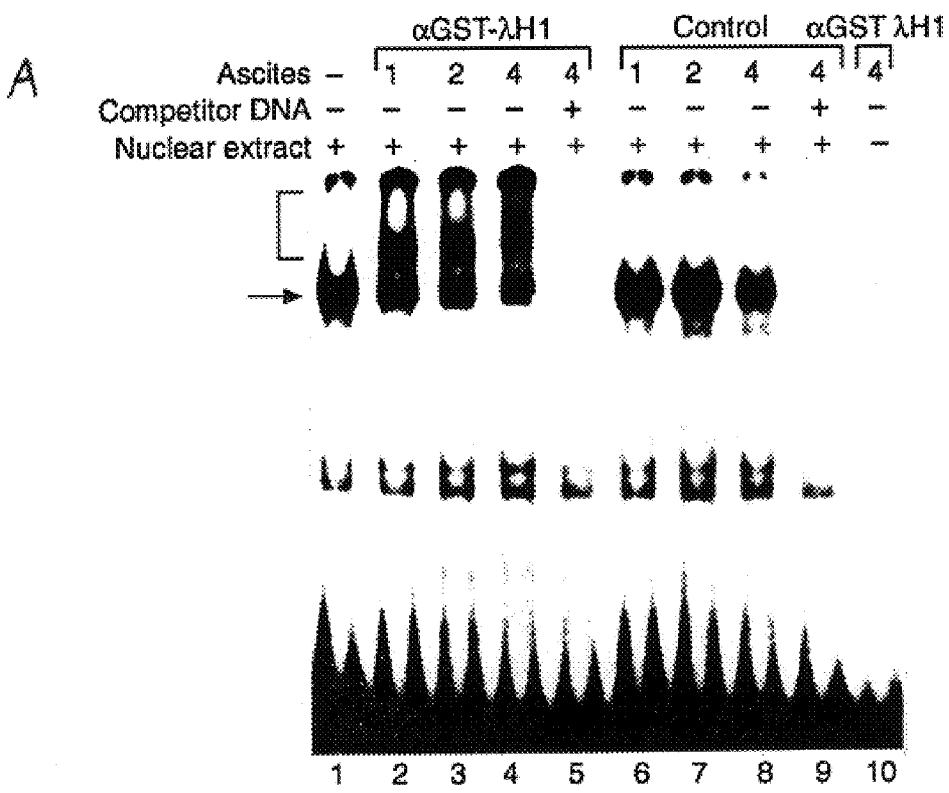 A
αGST-λH1 Control αGST λH1
Ascites – 1 2 4 4 1 2 4 4 4
Competitor DNA – – – – + – – – + –
Nuclear extract + + + + + + + + + –
1 2 3 4 5 6 7 8 9 10